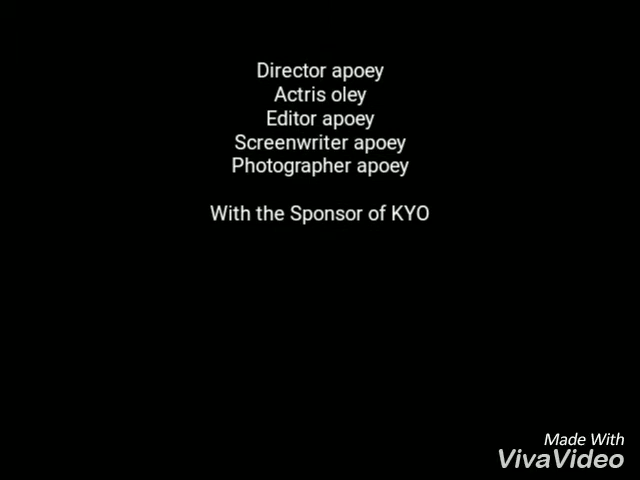 Director apoey
Actris oley
Editor apoey
Screenwriter apoey
Photographer apoey
With the Sponsor of KYO
Made With
VivaVideo